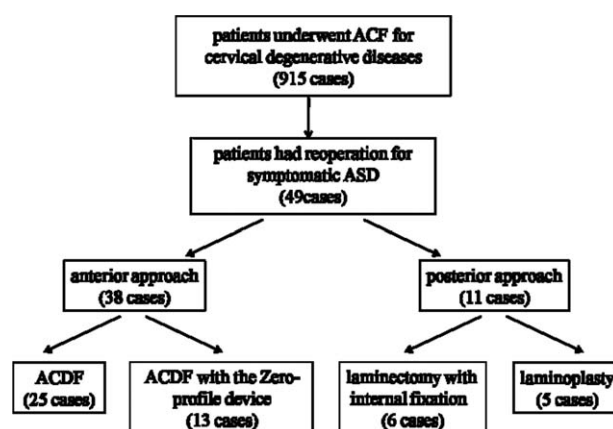 patients underwent ACF for
cervical degenerative diseases
(915 cases)
patients had reoperation for
symptomatic ASD
(49cases)
anterior approach
(38 cases)
posterior approach
(11 cases)
ACDF
(25 cases)
ACDF with the Zero-
profile device
(13 cases)
laminectomy with
internal fixation
(6 cases)
laminoplasty
(5 cases)